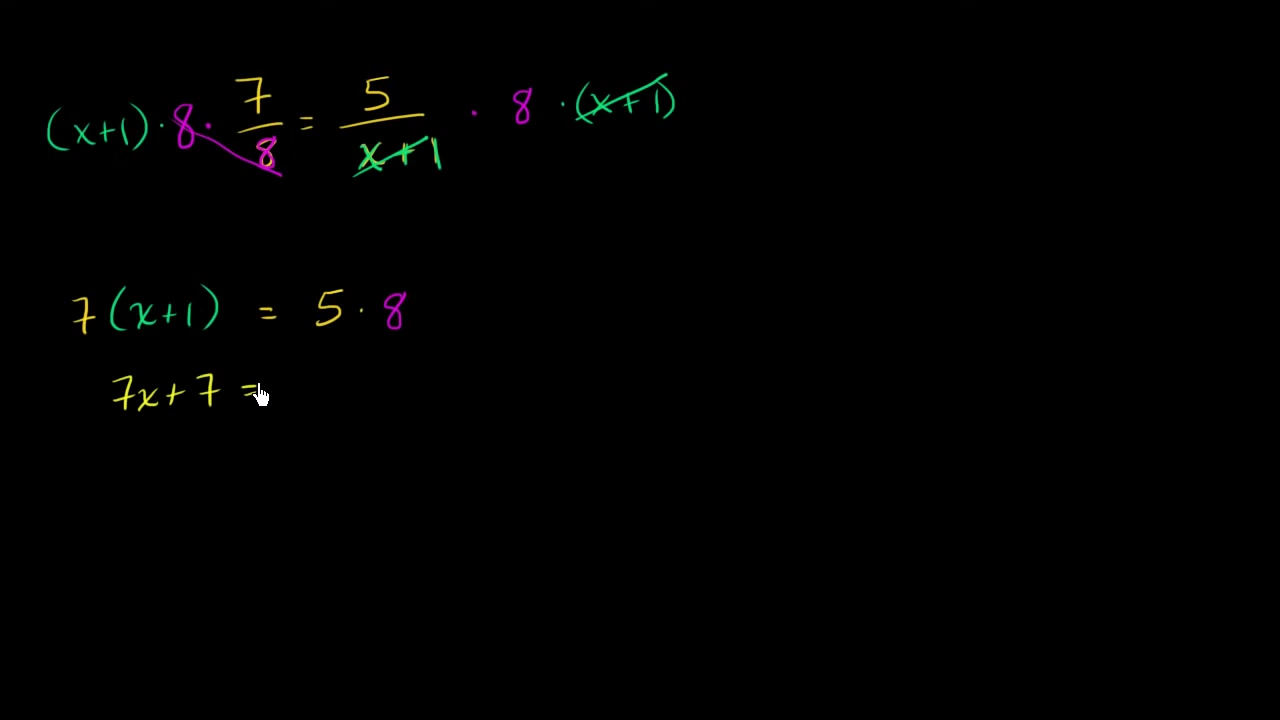 (x+1) · 8 · 7/8 = 5/(x+1) · 8 · (x+1)
7(x+1) = 5 · 8
7x + 7 =